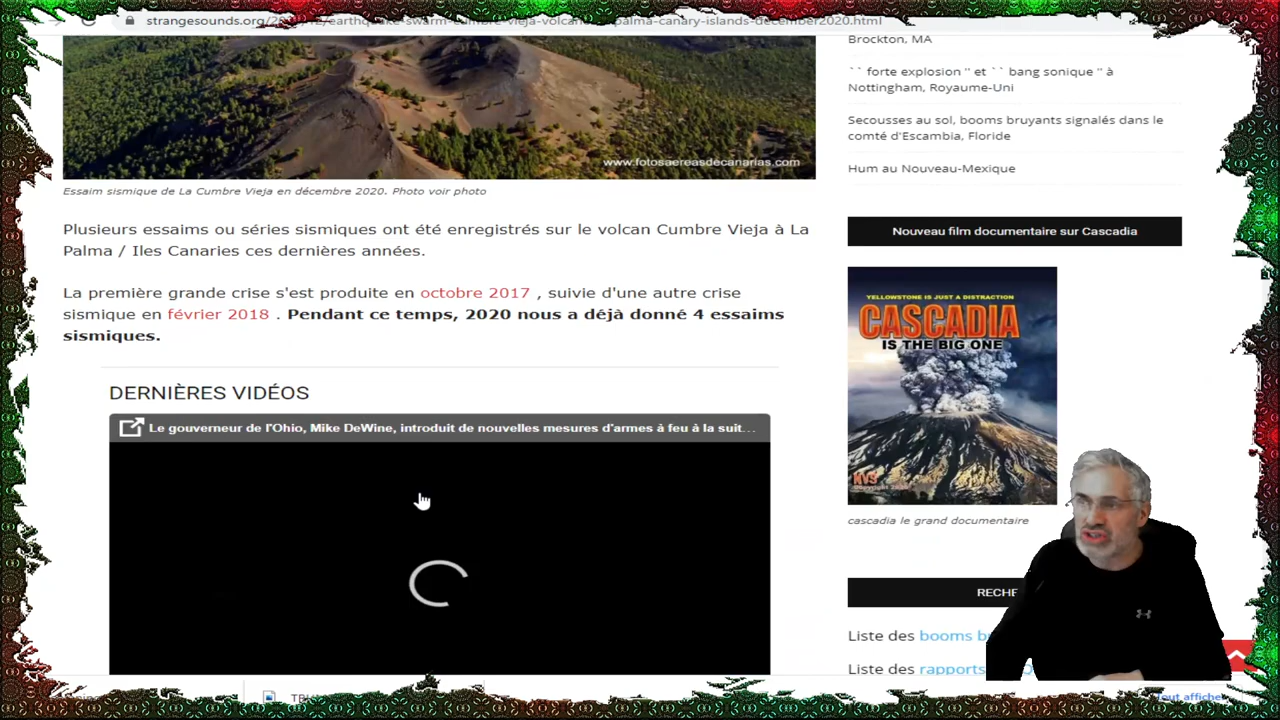 strangesounds.org/
palma-canary-islands-december2020.html
www.fotosaereasdecanarias.com
Essaim sismique de La Cumbre Vieja en décembre 2020. Photo voir photo
Plusieurs essaims ou séries sismiques ont été enregistrés sur le volcan Cumbre Vieja à La
Palma / Iles Canaries ces dernières années.
La première grande crise s'est produite en octobre 2017 , suivie d'une autre crise
sismique en février 2018 . Pendant ce temps, 2020 nous a déjà donné 4 essaims
sismiques.
DERNIÈRES VIDÉOS
Le gouverneur de l'Ohio, Mike DeWine, introduit de nouvelles mesures d'armes à feu à la suit...
Brockton, MA
`` forte explosion '' et `` bang sonique '' à
Nottingham, Royaume-Uni
Secousses au sol, booms bruyants signalés dans le
comté d'Escambia, Floride
Hum au Nouveau-Mexique
Nouveau film documentaire sur Cascadia
YELLOWSTONE IS JUST A DISTRACTION
CASCADIA
IS THE BIG ONE
cascadia le grand documentaire
RECHE
Liste des booms b
Liste des rapports
Tout affiche